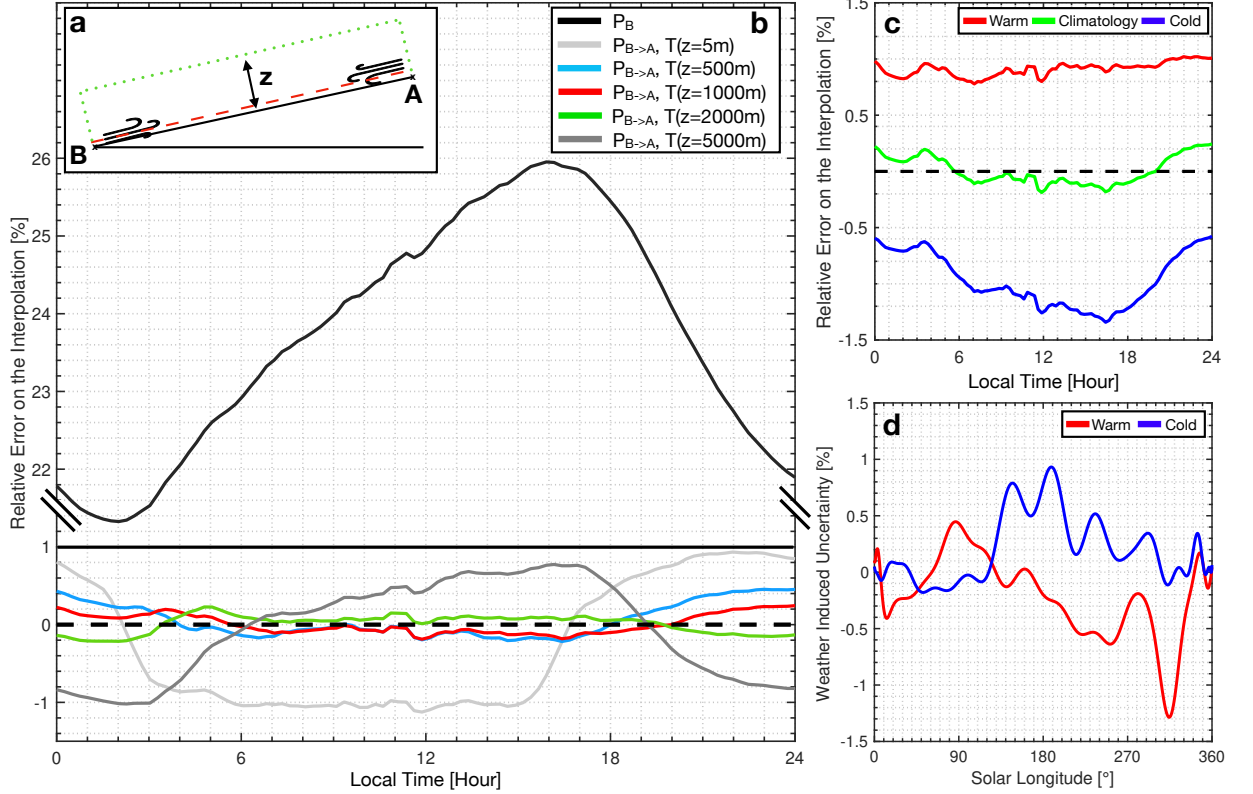 a
z
A
B
b
P_B
P_B->A, T(z=5m)
P_B->A, T(z=500m)
P_B->A, T(z=1000m)
P_B->A, T(z=2000m)
P_B->A, T(z=5000m)
Relative Error on the Interpolation [%]
26
25
24
23
22
1
0
-1
0 6 12 18 24
Local Time [Hour]
c
Warm Climatology Cold
Relative Error on the Interpolation [%]
1.5
0.5
-0.5
-1.5
0 6 12 18 24
Local Time [Hour]
d
Warm Cold
Weather Induced Uncertainty [%]
1.5
1
0.5
0
-0.5
-1
-1.5
0 90 180 270 360
Solar Longitude [°]